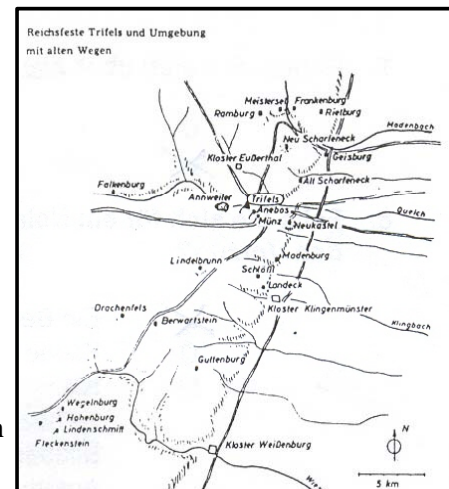 Reichsfeste Trifels und Umgebung
mit alten Wegen
Meistersel
Frankenburg
Ramburg
Rietburg
Neu Scharfeneck
Modenbach
Kloster Eußerthal
Geisburg
Falkenburg
Alt Scharfeneck
Annweiler
Trifels
Anebos
Queich
Münz
Neukastel
Lindelbrunn
Madenburg
Schlößl
Landeck
Kloster Klingenmünster
Drachenfels
Klingbach
Berwartstein
Guttenburg
Wegelnburg
Hohenburg
Lindenschmitt
Fleckenstein
Kloster Weißenburg
N
5 km